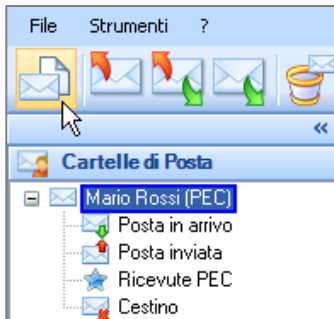 File Strumenti ?
«
Cartelle di Posta
Mario Rossi (PEC)
Posta in arrivo
Posta inviata
Ricevute PEC
Cestino